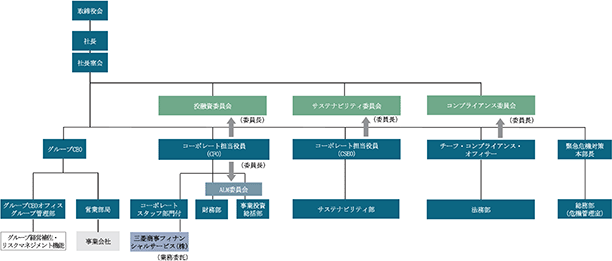 取締役会
社長
社長室会
投融資委員会
サステナビリティ委員会
コンプライアンス委員会
(委員長)
(委員長)
(委員長)
グループCEO
コーポレート担当役員
(CFO)
コーポレート担当役員
(CSEO)
チーフ・コンプライアンス・
オフィサー
緊急危機対策
本部長
(委員長)
ALM委員会
グループCEOオフィス
グループ管理部
営業部局
コーポレート
スタッフ部門付
財務部
事業投資
総括部
サステナビリティ部
法務部
総務部
(危機管理室)
グループ経営補佐・
リスクマネジメント機能
事業会社
三菱商事フィナン
シャルサービス(株)
(業務委託)